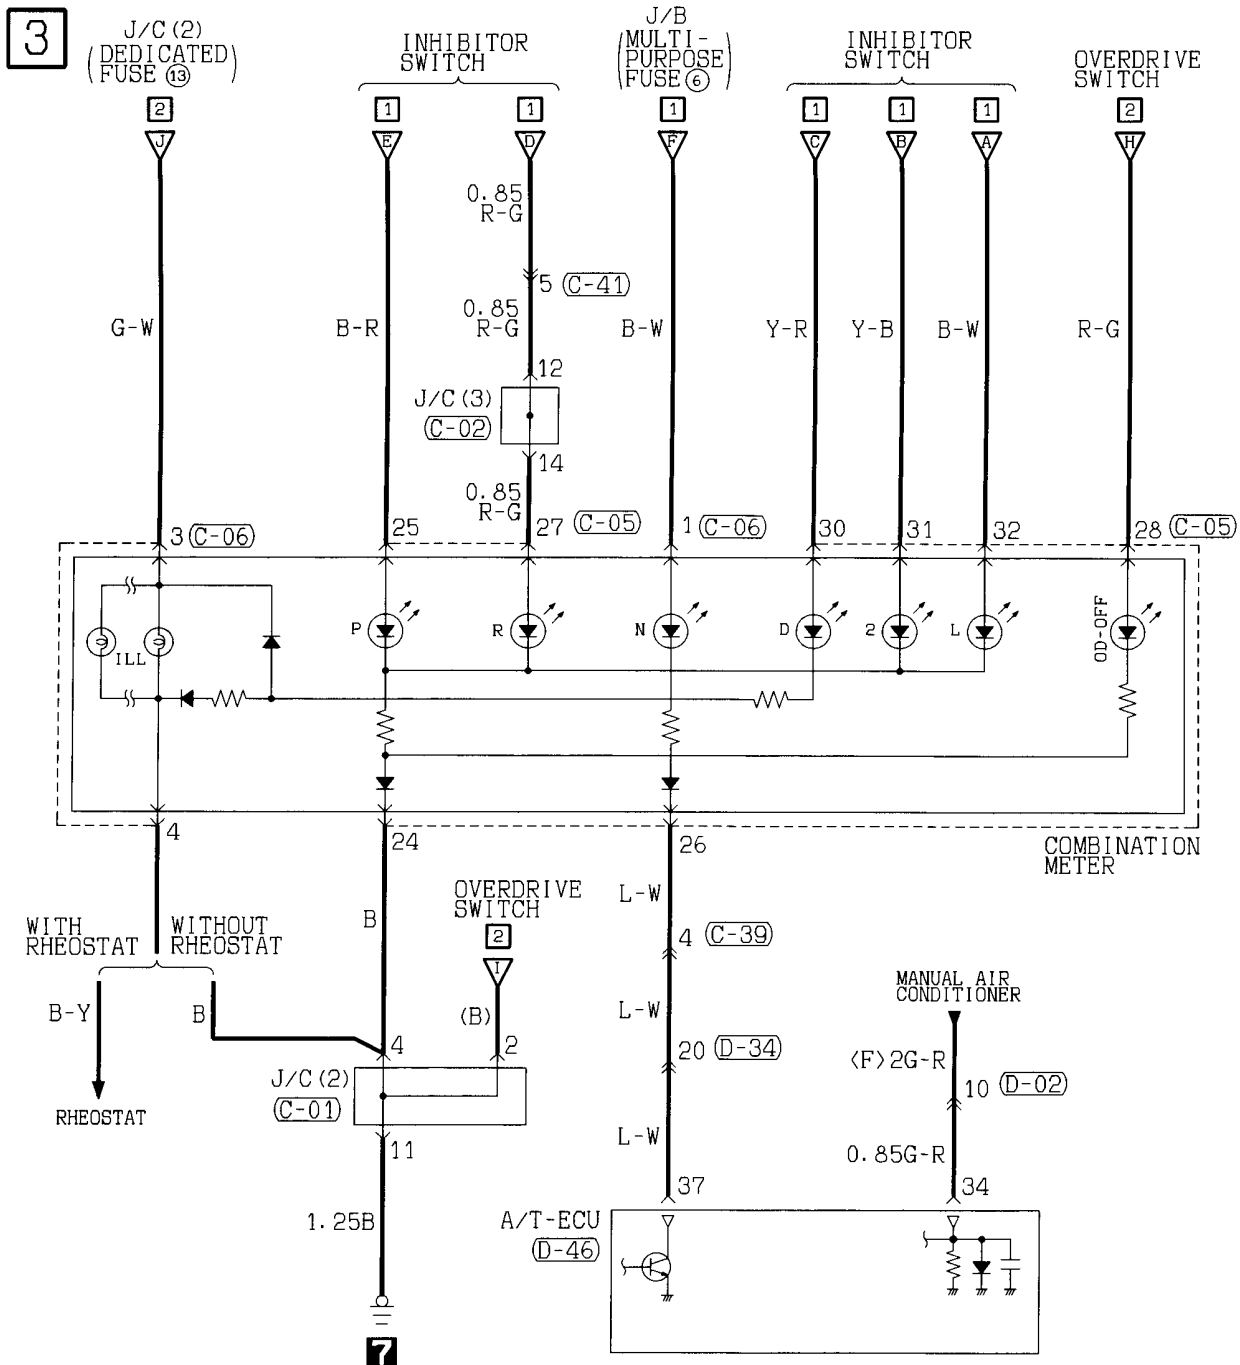 3
J/C (2)
(DEDICATED
FUSE ⑬)
INHIBITOR
SWITCH
J/B
(MULTI-
PURPOSE
FUSE ⑥)
INHIBITOR
SWITCH
OVERDRIVE
SWITCH
2 1 1 1 1 1 1 2
J E D F C B A H
0.85
R-G
5 C-41
G-W B-R
0.85
R-G
B-W Y-R Y-B B-W R-G
12
J/C (3)
C-02
14
0.85
R-G
3 C-06 25 27 C-05 1 C-06 30 31 32 28 C-05
P R N D 2 L OD-OFF
ILL
4 24 26
COMBINATION
METER
L-W
OVERDRIVE
SWITCH
2
I
B
WITH
RHEOSTAT
WITHOUT
RHEOSTAT
4 C-39
MANUAL AIR
CONDITIONER
B-Y B (B) L-W
4 2
20 D-34
<F>2G-R
10 D-02
J/C (2)
C-01
RHEOSTAT
11
L-W
0.85G-R
37 34
1.25B
A/T-ECU
D-46
7